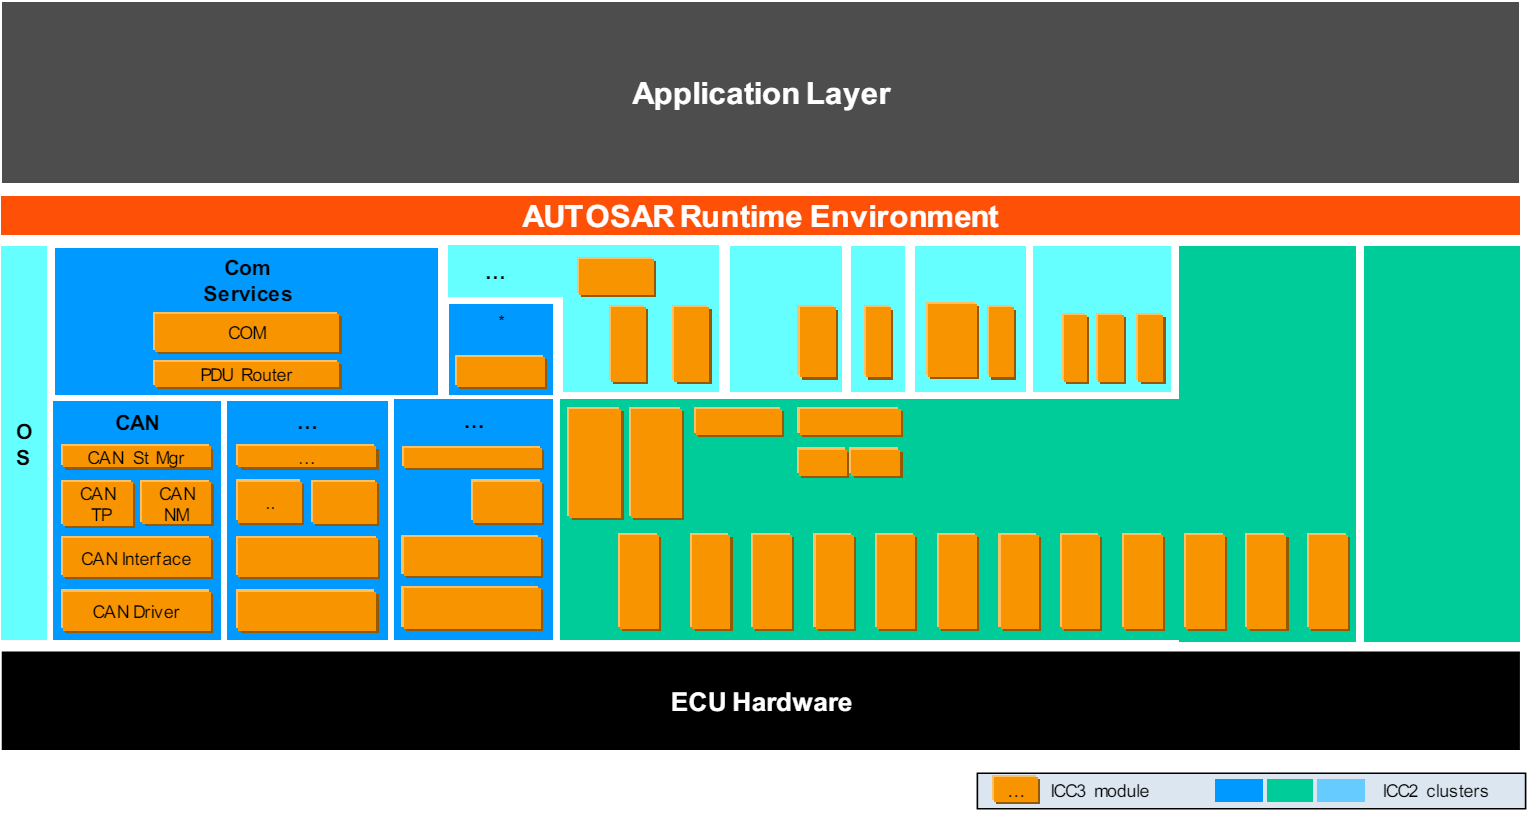 Application Layer
AUTOSAR Runtime Environment
O
S
Com
Services
COM
PDU Router
...
*
CAN
CAN St Mgr
CAN
TP
CAN
NM
CAN Interface
CAN Driver
...
...
..
...
ECU Hardware
... ICC3 module
ICC2 clusters